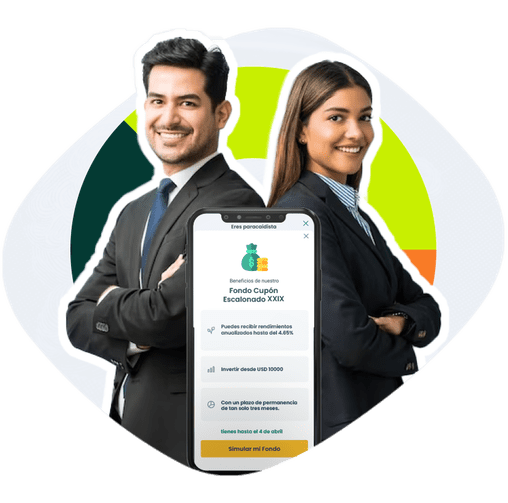 Eres paracaidista
Beneficios de nuestro
Fondo Cupón
Escalonado XXIX
Puedes recibir rendimientos
anualizados hasta del 4.65%
Invertir desde USD 10000
Con un plazo de permanencia
de tan solo tres meses.
tienes hasta el 4 de abril
Simular mi Fondo